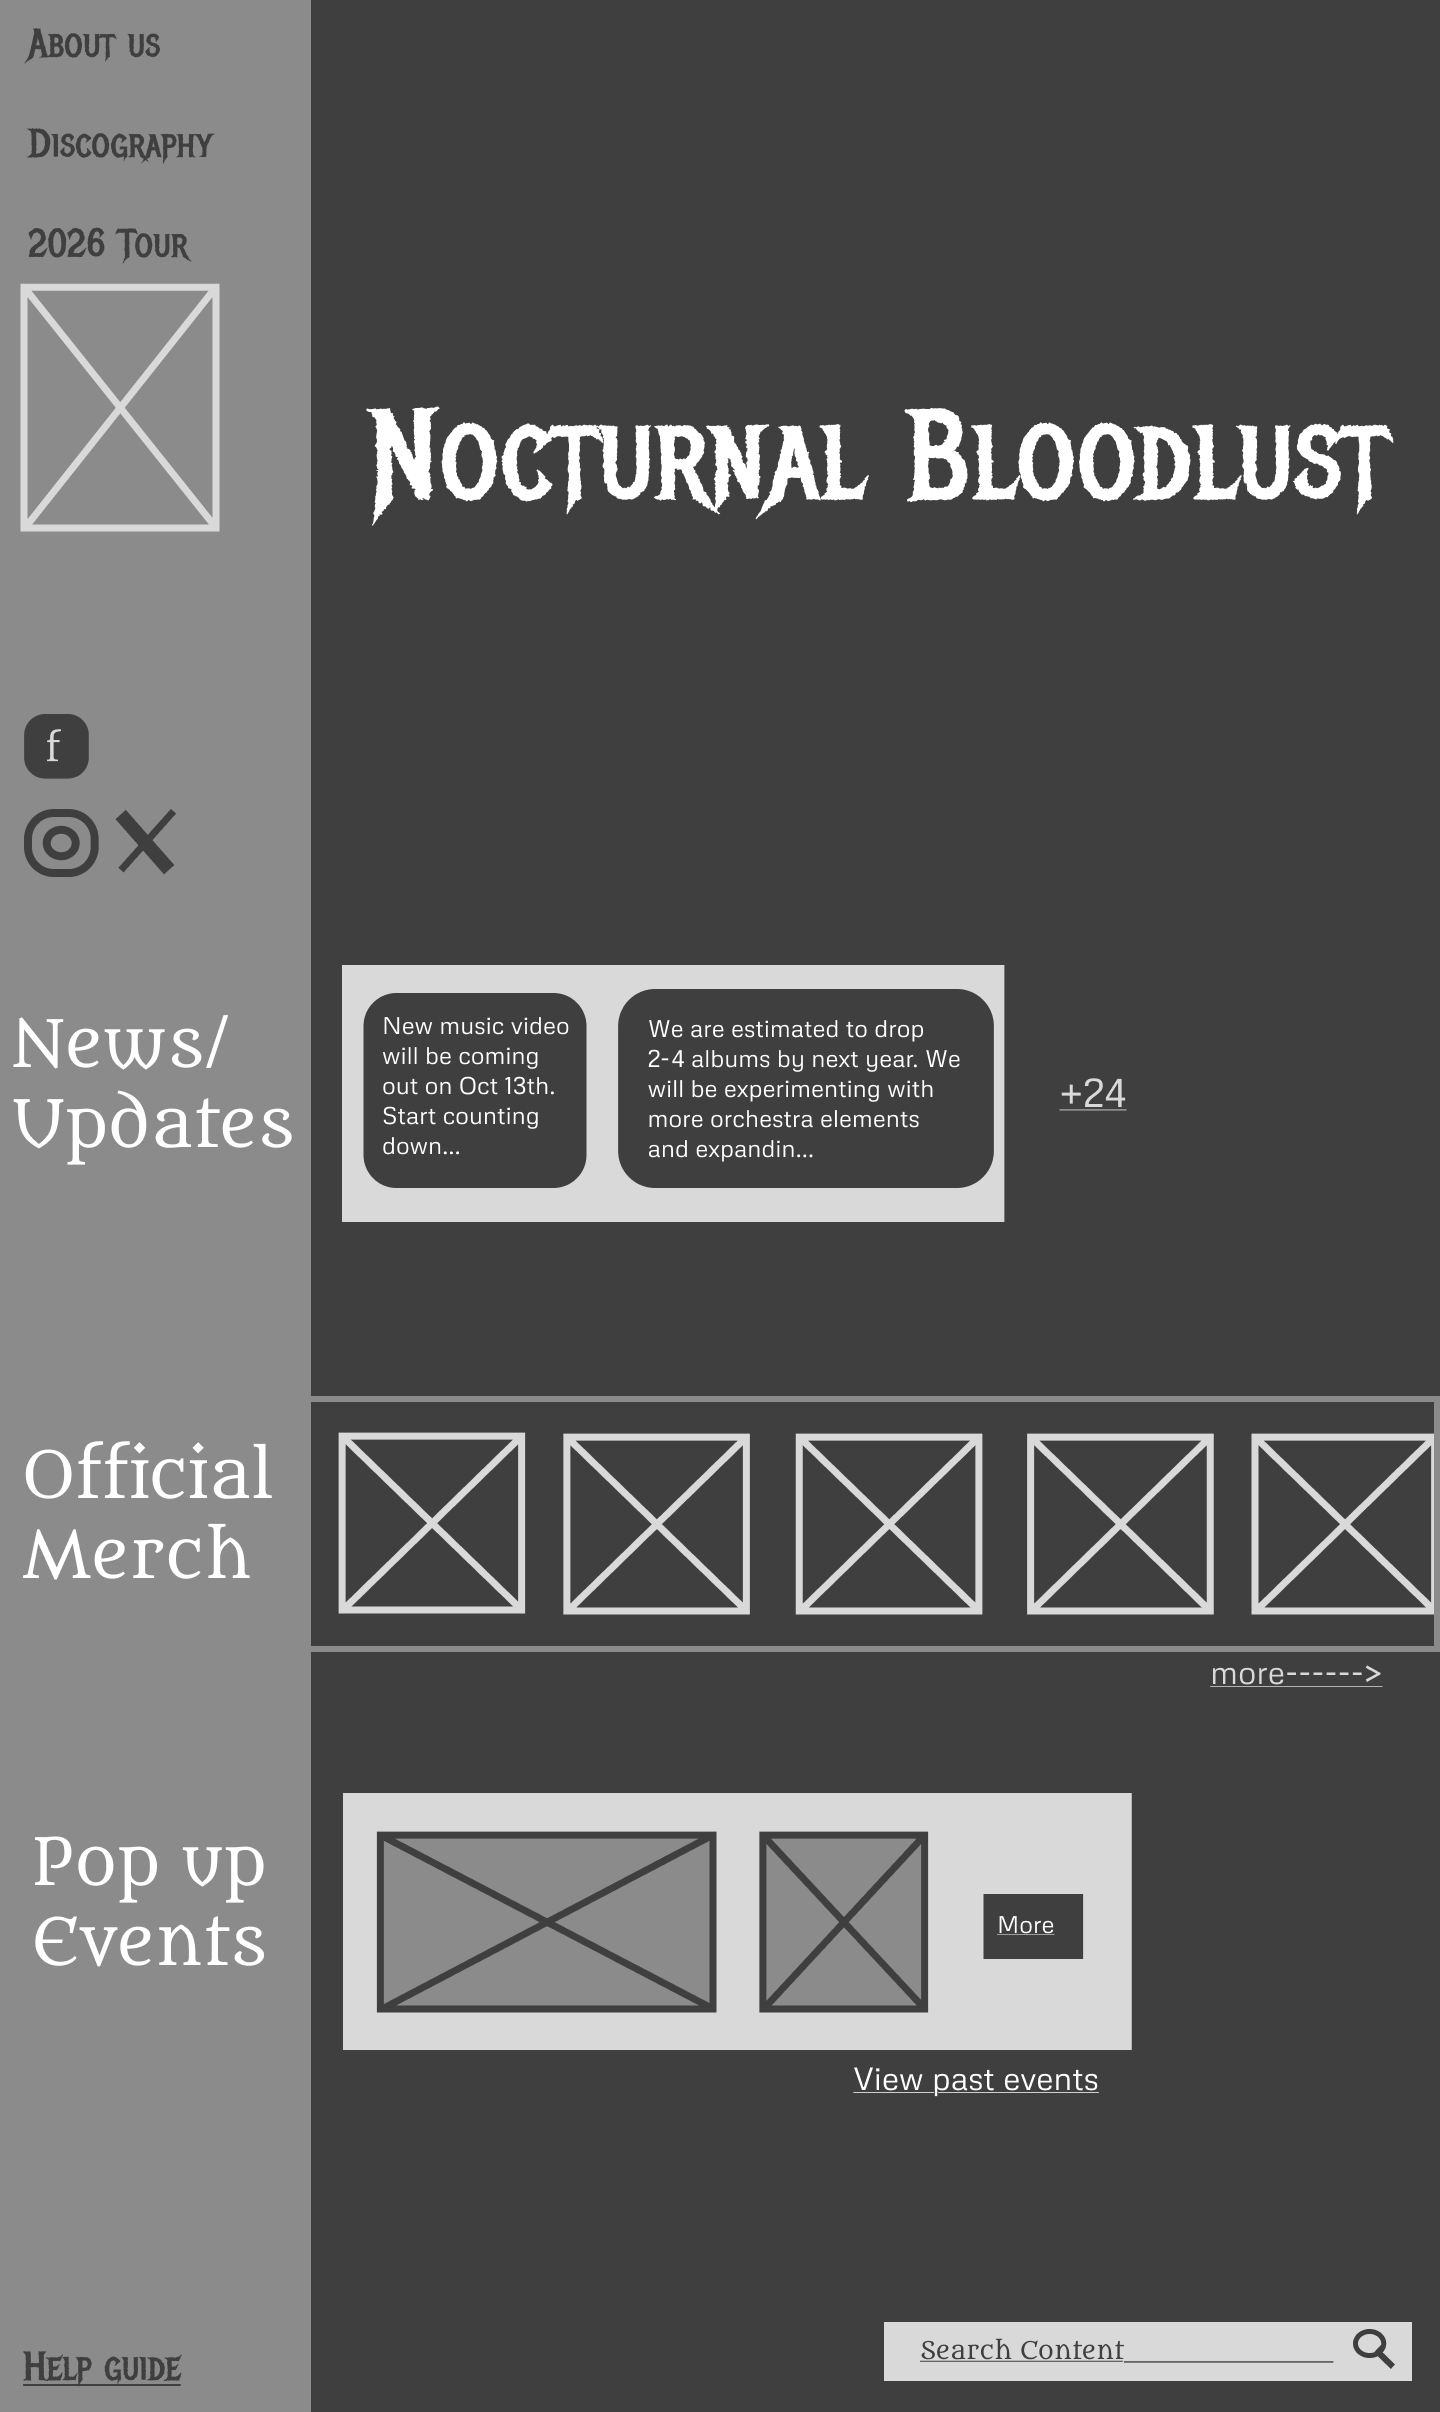 About us
Discography
2026 Tour
Nocturnal Bloodlust
f
News/
Updates
New music video
will be coming
out on Oct 13th.
Start counting
down...
We are estimated to drop
2-4 albums by next year. We
will be experimenting with
more orchestra elements
and expandin...
+24
Official
Merch
more------>
Pop up
Events
More
View past events
Help guide
Search Content_______________